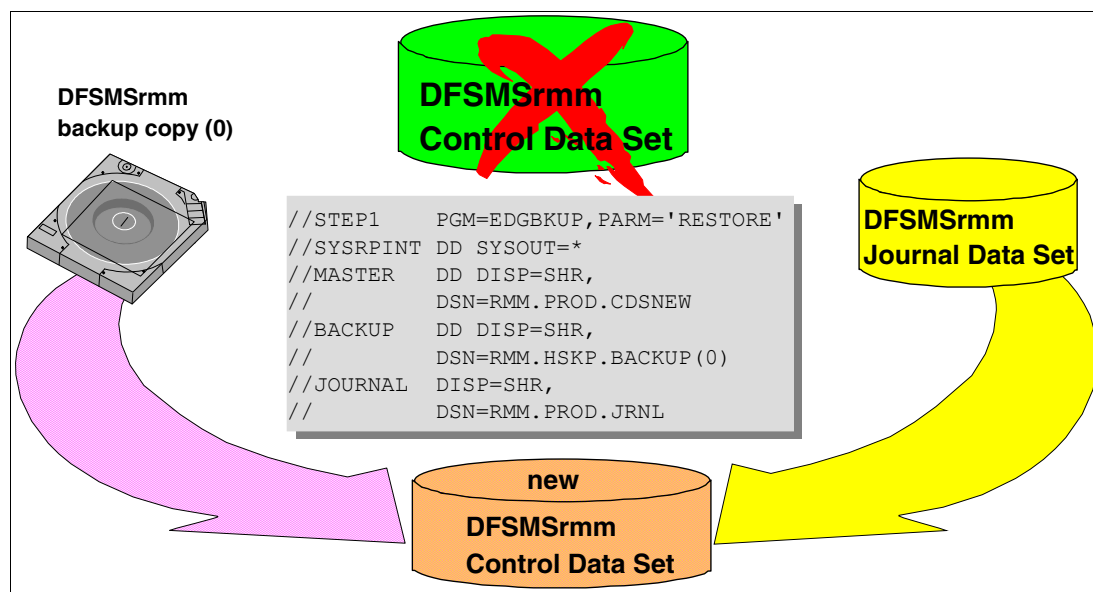 DFSMSrmm
backup copy (0)
DFSMSrmm
Control Data Set
//STEP1    PGM=EDGBKUP,PARM='RESTORE'
//SYSRPINT DD SYSOUT=*
//MASTER   DD DISP=SHR,
//         DSN=RMM.PROD.CDSNEW
//BACKUP   DD DISP=SHR,
//         DSN=RMM.HSKP.BACKUP(0)
//JOURNAL  DISP=SHR,
//         DSN=RMM.PROD.JRNL
DFSMSrmm
Journal Data Set
new
DFSMSrmm
Control Data Set